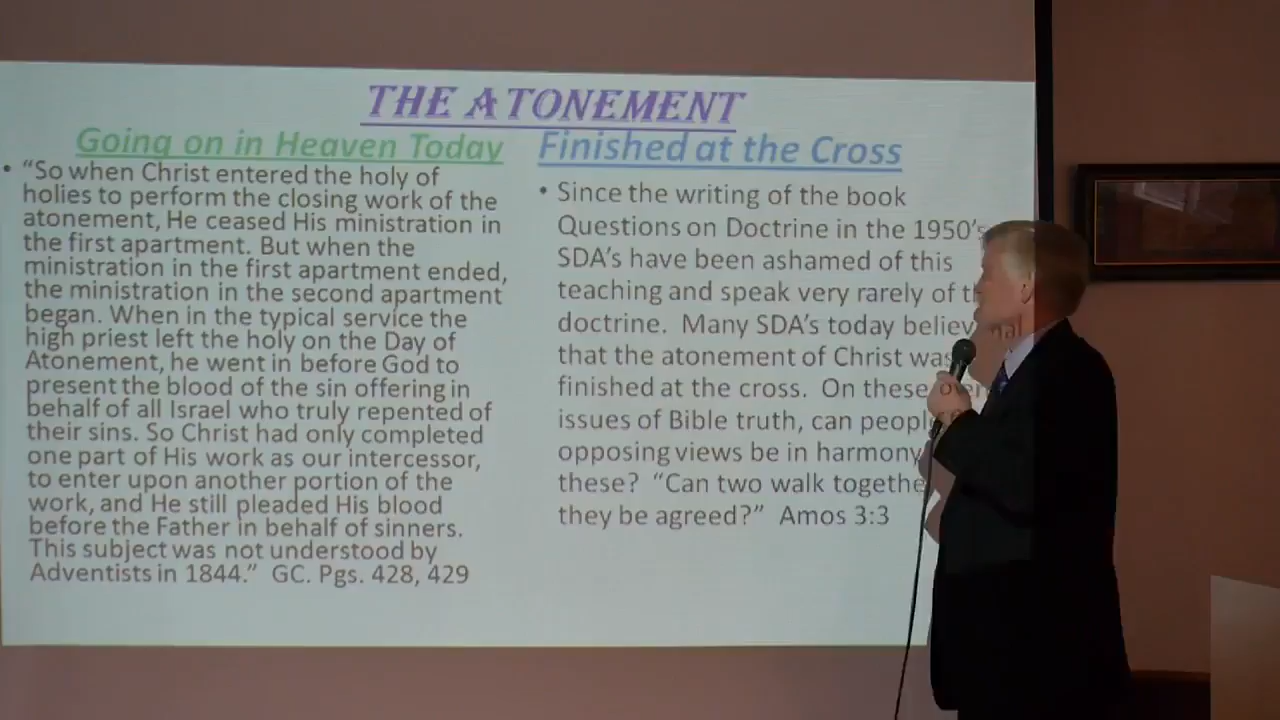 THE ATONEMENT
Going on in Heaven Today
• “So when Christ entered the holy of
holies to perform the closing work of the
atonement, He ceased His ministration in
the first apartment. But when the
ministration in the first apartment ended,
the ministration in the second apartment
began. When in the typical service the
high priest left the holy on the Day of
Atonement, he went in before God to
present the blood of the sin offering in
behalf of all Israel who truly repented of
their sins. So Christ had only completed
one part of His work as our intercessor,
to enter upon another portion of the
work, and He still pleaded His blood
before the Father in behalf of sinners.
This subject was not understood by
Adventists in 1844.” GC. Pgs. 428, 429
Finished at the Cross
• Since the writing of the book
Questions on Doctrine in the 1950’s
SDA’s have been ashamed of this
teaching and speak very rarely of
doctrine. Many SDA’s today
that the atonement of Christ was
finished at the cross. On these
issues of Bible truth, can
opposing views be in harmony
these? “Can two walk
they be agreed?” Amos 3:3